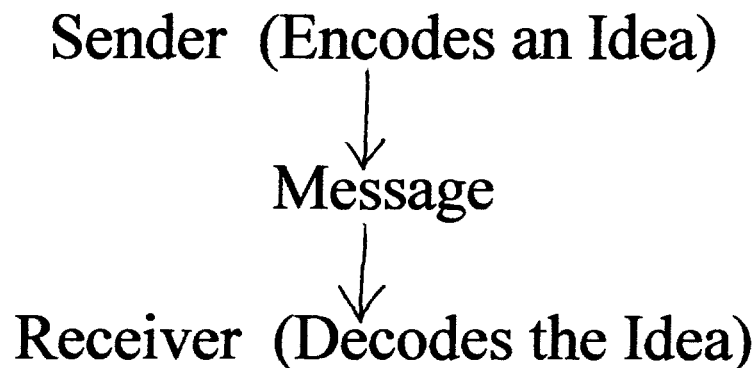 Sender (Encodes an Idea)
Message
Receiver (Decodes the Idea)